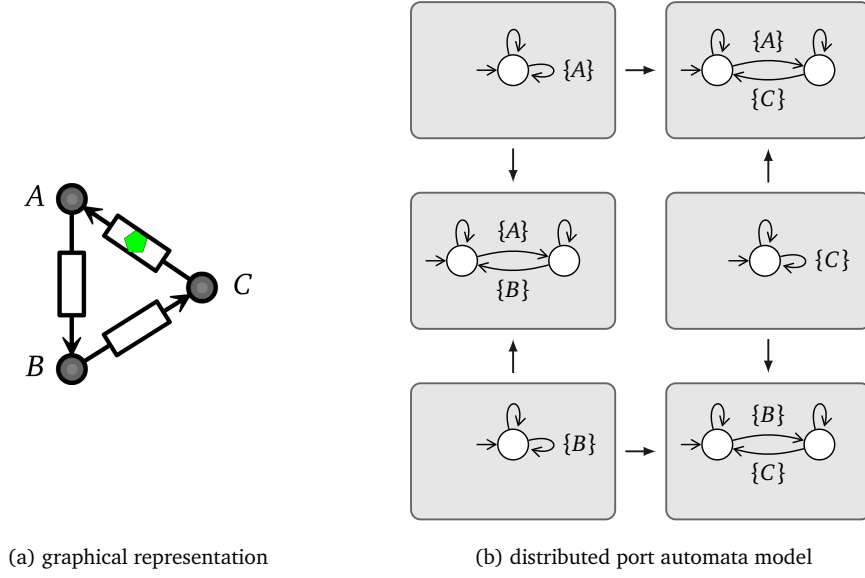 A
B
C
{A}
{A}
{C}
{A}
{B}
{C}
{B}
{B}
{C}
(a) graphical representation
(b) distributed port automata model